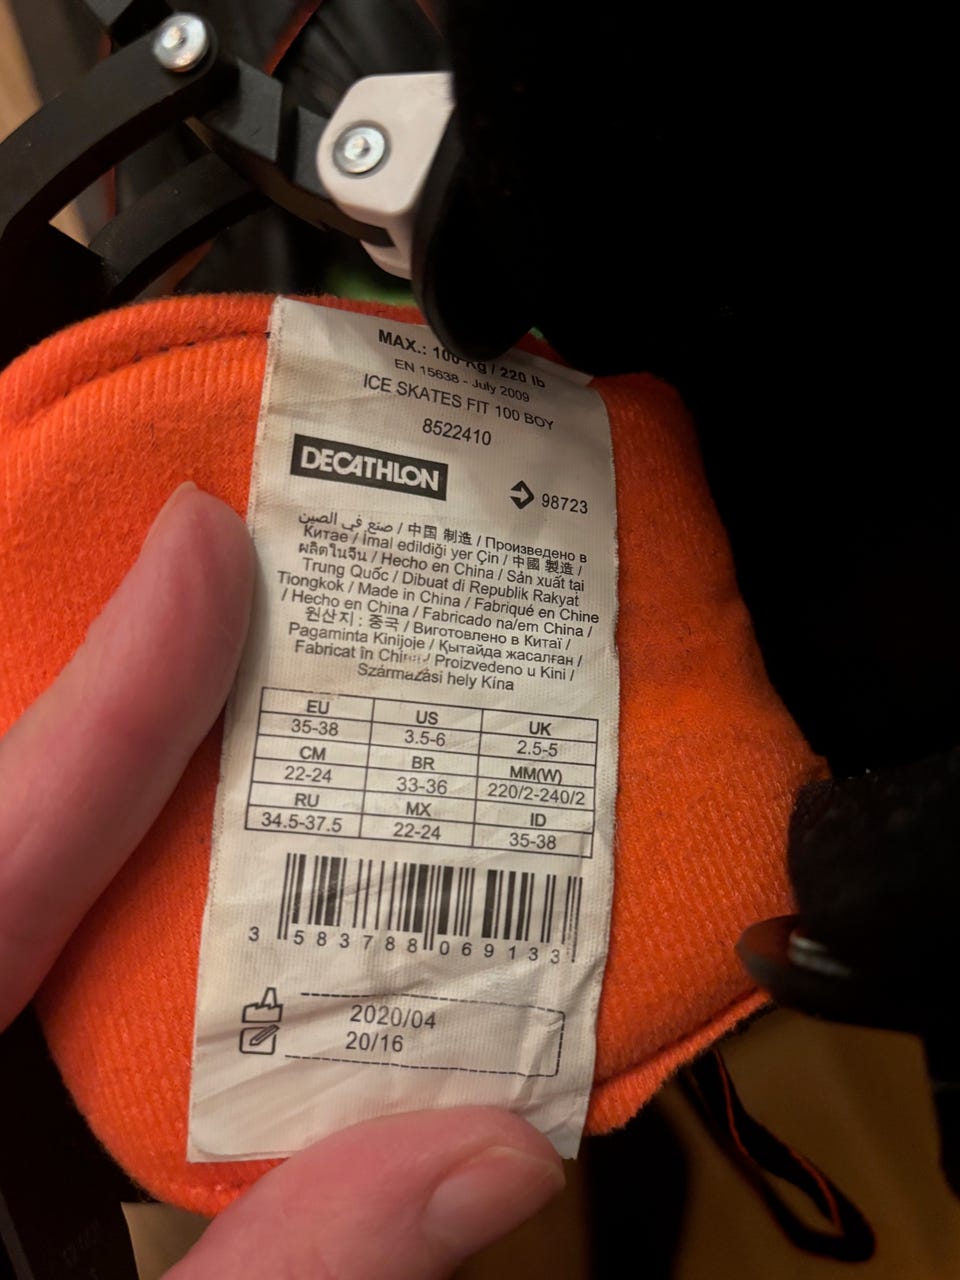 MAX.: 100 Kg / 220 lb
EN 15638 - July 2009
ICE SKATES FIT 100 BOY
8522410
DECATHLON
98723
صنع في الصين / 中国 制造 / Произведено в
Китае / İmal edildiği yer Çin / 中國 製造 /
ผลิตในจีน / Hecho en China / Sản xuất tại
Trung Quốc / Dibuat di Republik Rakyat
Tiongkok / Made in China / Fabriqué en Chine
/ Hecho en China / Fabricado na/em China /
원산지 : 중국 / Виготовлено в Китаї /
Pagaminta Kinijoje / Қытайда жасалған /
Fabricat în China / Proizvedeno u Kini /
Származási hely Kína
EU US UK
35-38 3.5-6 2.5-5
CM BR MM(W)
22-24 33-36 220/2-240/2
RU MX ID
34.5-37.5 22-24 35-38
3 583788 069133
2020/04
20/16